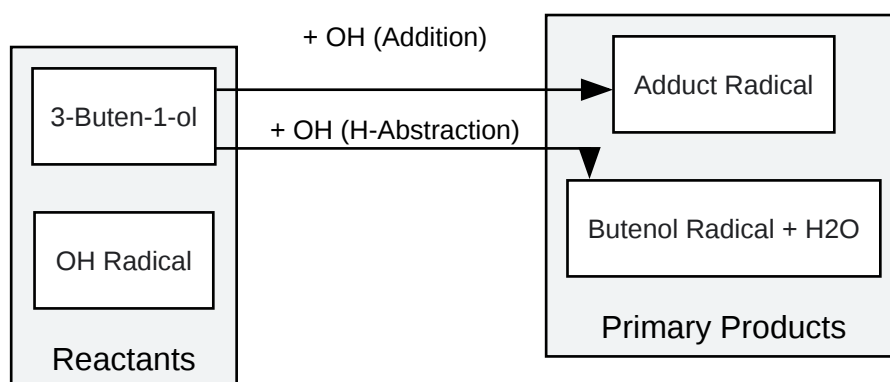 + OH (Addition)
Adduct Radical
3-Buten-1-ol
+ OH (H-Abstraction)
Butenol Radical + H2O
OH Radical
Primary Products
Reactants